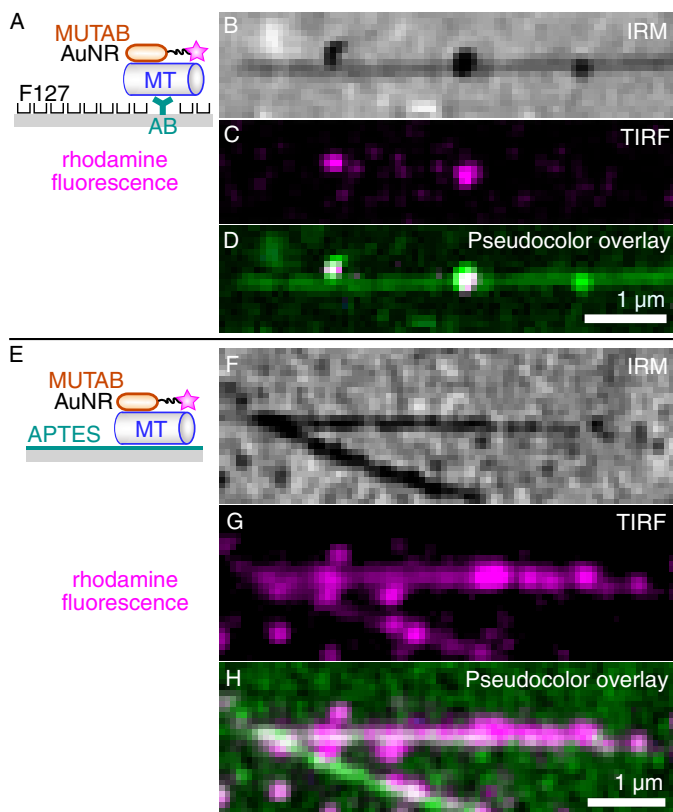 A
MUTAB
AuNR
MT
F127
AB
rhodamine
fluorescence
B
IRM
C
TIRF
D
Pseudocolor overlay
1 µm
E
MUTAB
AuNR
APTES
MT
rhodamine
fluorescence
F
IRM
G
TIRF
H
Pseudocolor overlay
1 µm